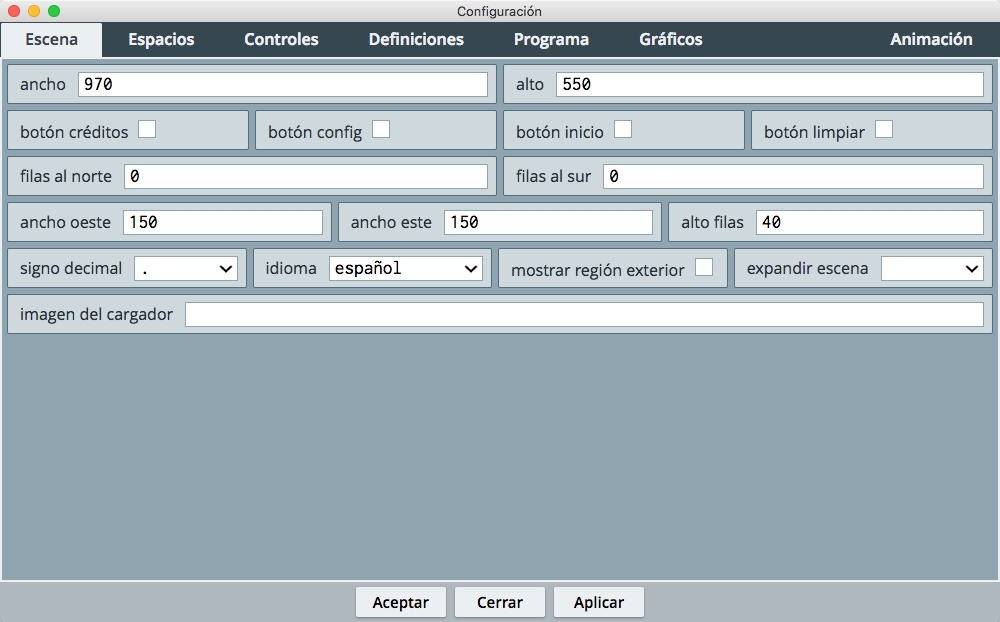 Configuración
Escena Espacios Controles Definiciones Programa Gráficos Animación
ancho 970 alto 550
botón créditos botón config botón inicio botón limpiar
filas al norte 0 filas al sur 0
ancho oeste 150 ancho este 150 alto filas 40
signo decimal . idioma español mostrar región exterior expandir escena
imagen del cargador
Aceptar Cerrar Aplicar